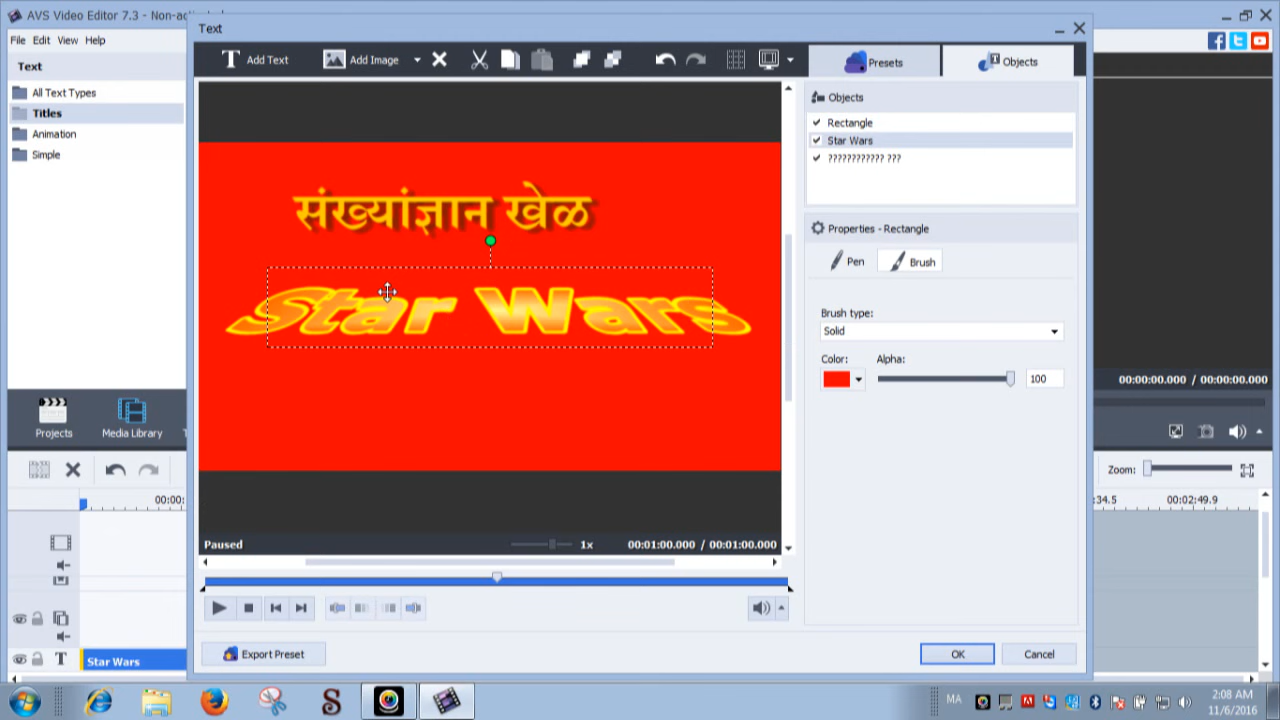 AVS Video Editor 7.3 - Non-acti
File Edit View Help
Text
All Text Types
Titles
Animation
Simple
Projects
Media Library
00:00:
Star Wars
Text
Add Text
Add Image
Presets
Objects
संख्यांज्ञान खेळ
Star Wars
Paused
1x
00:01:00.000 / 00:01:00.000
Export Preset
OK
Cancel
Objects
Rectangle
Star Wars
???????????? ???
Properties - Rectangle
Pen
Brush
Brush type:
Solid
Color:
Alpha:
100
00:00:00.000 / 00:00:00.000
Zoom:
:34.5
00:02:49.9
MA
2:08 AM
11/6/2016